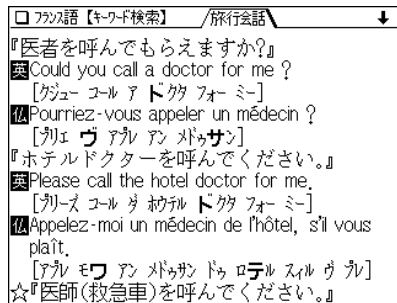 □ フランス語【キーワード検索】 旅行会話 ↓
『医者を呼んでもらえますか?』
英Could you call a doctor for me ?
[クジュー コール ア ドクタ フォー ミー]
仏Pourriez-vous appeler un médecin ?
[プリエ ヴ アプレ アン メドゥサン]
『ホテルドクターを呼んでください。』
英Please call the hotel doctor for me.
[プリーズ コール ダ ホウテル ドクタ フォー ミー]
仏Appelez-moi un médecin de l'hôtel, s'il vous
plaît.
[アプレ モワ アン メドゥサン ドゥ ロテル スィル ヴ プレ]
☆『医師(救急車)を呼んでください。』